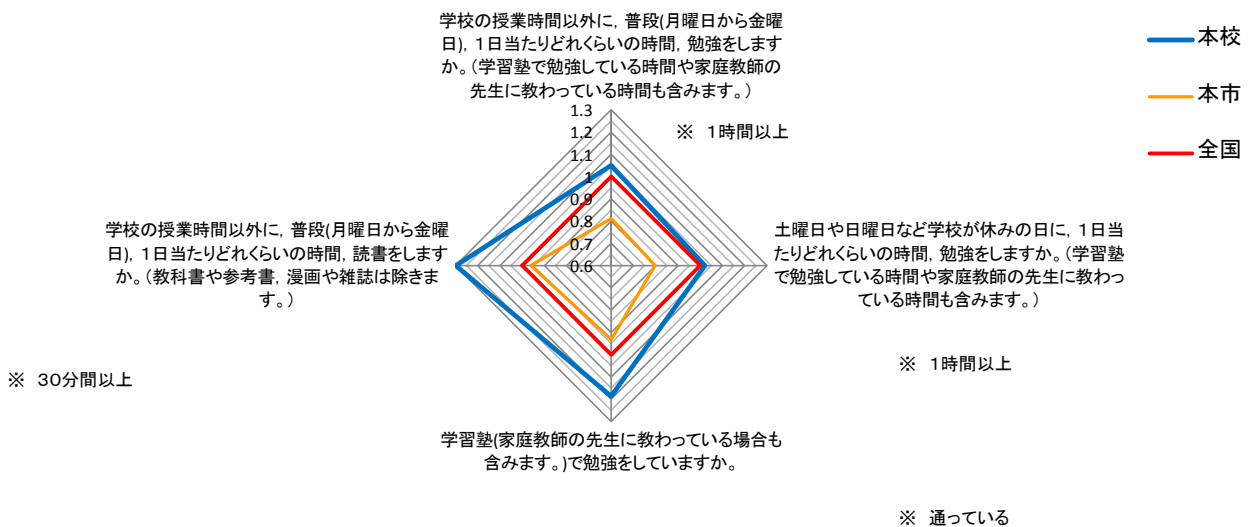 学校の授業時間以外に, 普段(月曜日から金曜
日), １日当たりどれくらいの時間, 勉強をします
か。（学習塾で勉強している時間や家庭教師の
先生に教わっている時間も含みます。）
本校
本市
全国
※ １時間以上
1.3
1.2
1.1
1
0.9
0.8
0.7
0.6
学校の授業時間以外に, 普段(月曜日から金曜
日), １日当たりどれくらいの時間, 読書をします
か。（教科書や参考書, 漫画や雑誌は除きま
す。）
土曜日や日曜日など学校が休みの日に, １日当
たりどれくらいの時間, 勉強をしますか。（学習塾
で勉強している時間や家庭教師の先生に教わっ
ている時間も含みます。）
※ １時間以上
※ ３０分間以上
学習塾(家庭教師の先生に教わっている場合も
含みます。)で勉強をしていますか。
※ 通っている